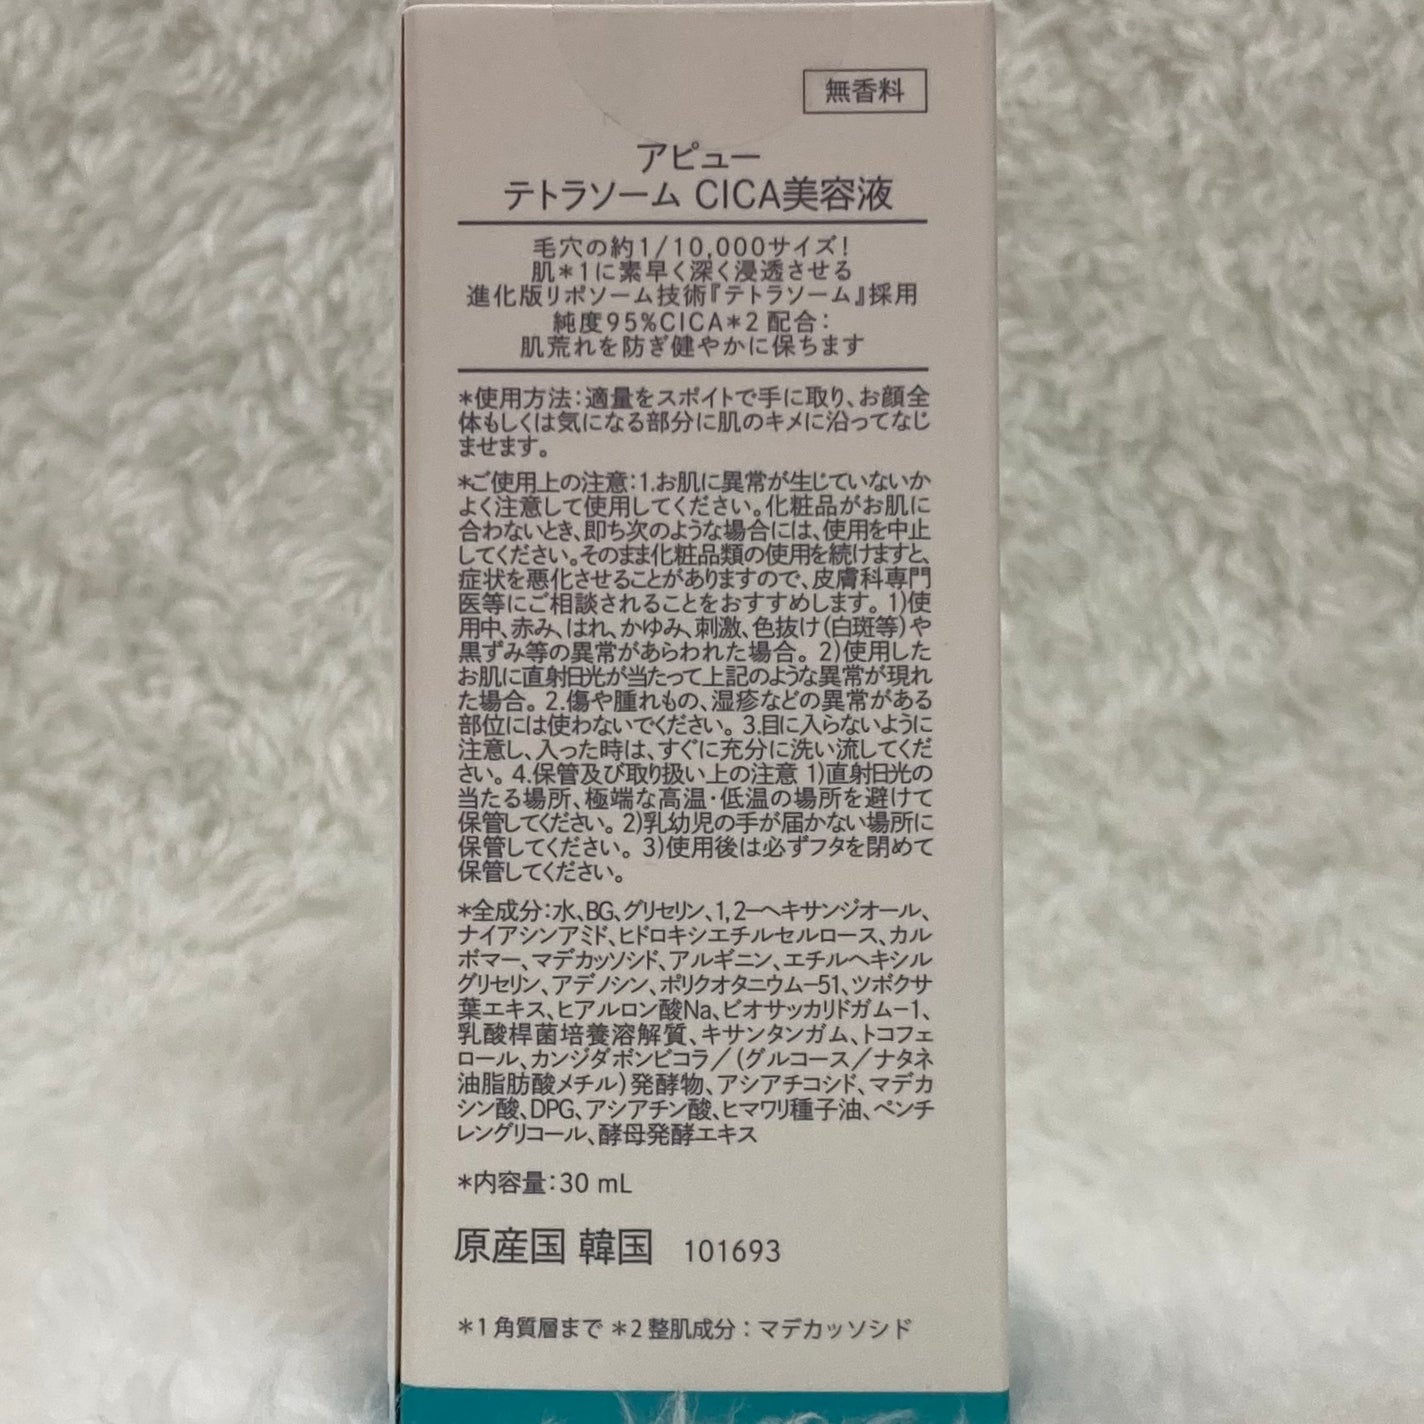 無香料
アピュー
テトラソーム CICA美容液
毛穴の約1/10,000サイズ!
肌*1に素早く深く浸透させる
進化版リポソーム技術『テトラソーム』採用
純度95%CICA*2配合:
肌荒れを防ぎ健やかに保ちます
*使用方法:適量をスポイトで手に取り、お顔全
体もしくは気になる部分に肌のキメに沿ってなじ
ませます。
*ご使用上の注意:1.お肌に異常が生じていないか
よく注意して使用してください。化粧品がお肌に
合わないとき、即ち次のような場合には、使用を中止
してください。そのまま化粧品類の使用を続けますと、
症状を悪化させることがありますので、皮膚科専門
医等にご相談されることをおすすめします。1)使
用中、赤み、はれ、かゆみ、刺激、色抜け(白斑等)や
黒ずみ等の異常があらわれた場合。2)使用した
お肌に直射日光が当たって上記のような異常が現れ
た場合。2.傷や腫れもの、湿疹などの異常がある
部位には使わないでください。3.目に入らないように
注意し、入った時は、すぐに充分に洗い流してくだ
さい。4.保管及び取り扱い上の注意 1)直射日光の
当たる場所、極端な高温・低温の場所を避けて
保管してください。2)乳幼児の手が届かない場所に
保管してください。3)使用後は必ずフタを閉めて
保管してください。
*全成分:水、BG、グリセリン、1,2-ヘキサンジオール、
ナイアシンアミド、ヒドロキシエチルセルロース、カル
ボマー、マデカッソシド、アルギニン、エチルヘキシル
グリセリン、アデノシン、ポリクオタニウム-51、ツボクサ
葉エキス、ヒアルロン酸Na、ビオサッカリドガム-1、
乳酸桿菌培養溶解質、キサンタンガム、トコフェ
ロール、カンジダボンビコラ/(グルコース/ナタネ
油脂肪酸メチル)発酵物、アシアチコシド、マデカ
シン酸、DPG、アシアチン酸、ヒマワリ種子油、ペンチ
レングリコール、酵母発酵エキス
*内容量:30 mL
原産国 韓国 101693
*1角質層まで *2整肌成分:マデカッソシド